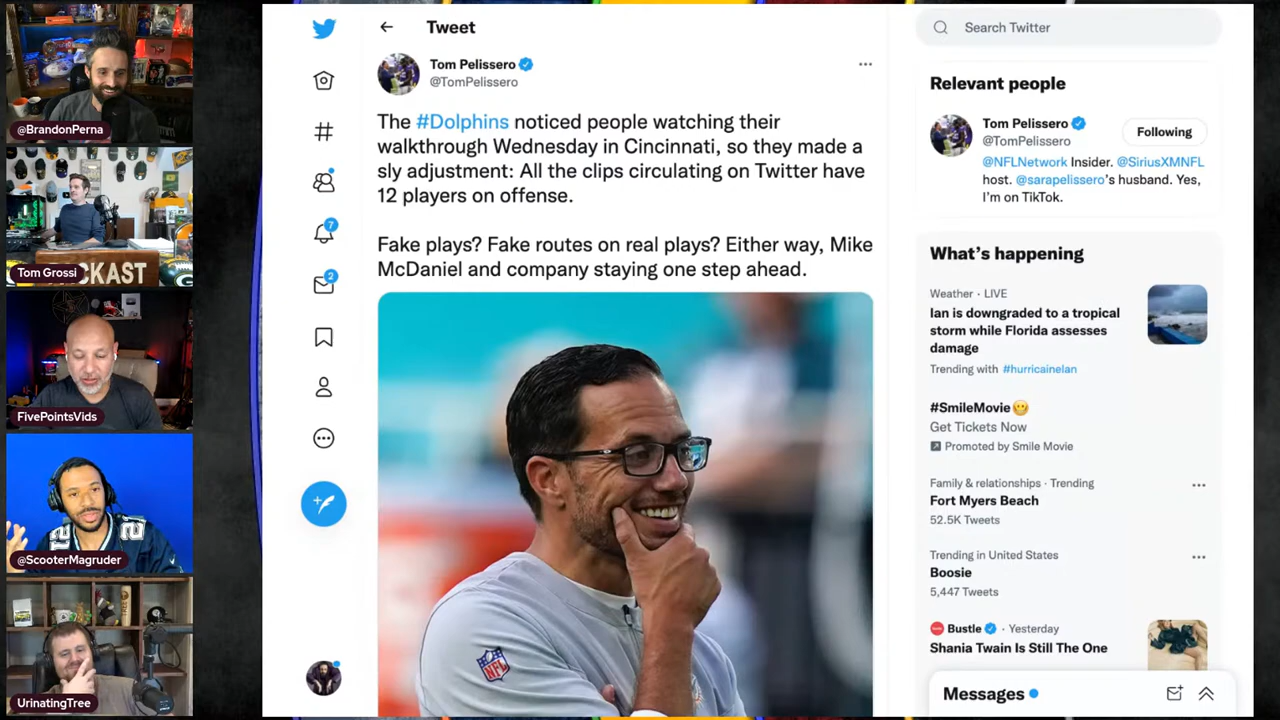 @BrandonPerna
Tom Grossi
CKAST
FivePointsVids
@ScooterMagruder
UrinatingTree
7
2
Tweet
Tom Pelissero
@TomPelissero
The #Dolphins noticed people watching their
walkthrough Wednesday in Cincinnati, so they made a
sly adjustment: All the clips circulating on Twitter have
12 players on offense.
Fake plays? Fake routes on real plays? Either way, Mike
McDaniel and company staying one step ahead.
NFL
Search Twitter
Relevant people
Tom Pelissero
@TomPelissero
Following
@NFLNetwork Insider. @SiriusXMNFL
host. @sarapelissero's husband. Yes,
I'm on TikTok.
What's happening
Weather · LIVE
Ian is downgraded to a tropical
storm while Florida assesses
damage
Trending with #hurricaneIan
#SmileMovie
Get Tickets Now
Promoted by Smile Movie
Family & relationships · Trending
Fort Myers Beach
52.5K Tweets
Trending in United States
Boosie
5,447 Tweets
Bustle · Yesterday
Shania Twain Is Still The One
Messages